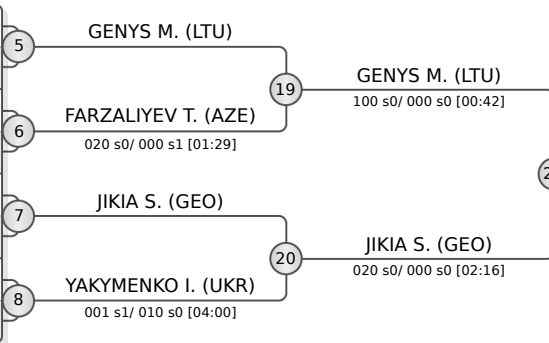 GENYS M. (LTU)
5
19
GENYS M. (LTU)
100 s0/ 000 s0 [00:42]
FARZALIYEV T. (AZE)
6
020 s0/ 000 s1 [01:29]
JIKIA S. (GEO)
7
20
JIKIA S. (GEO)
020 s0/ 000 s0 [02:16]
YAKYMENKO I. (UKR)
8
001 s1/ 010 s0 [04:00]